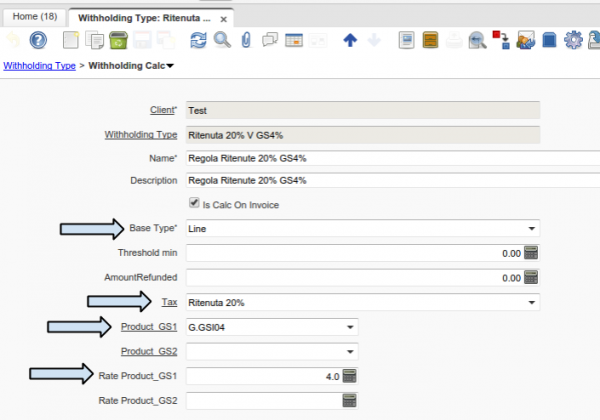 Home (18)
Withholding Type: Ritenuta ... ×
Withholding Type > Withholding Calc
Client* Test
Withholding Type Ritenuta 20% V GS4%
Name* Regola Ritenute 20% GS4%
Description Regola Ritenute 20% GS4%
Is Calc On Invoice
Base Type* Line
Threshold min 0.00
AmountRefunded 0.00
Tax Ritenuta 20%
Product_GS1 G.GSI04
Product_GS2
Rate Product_GS1 4.0
Rate Product_GS2